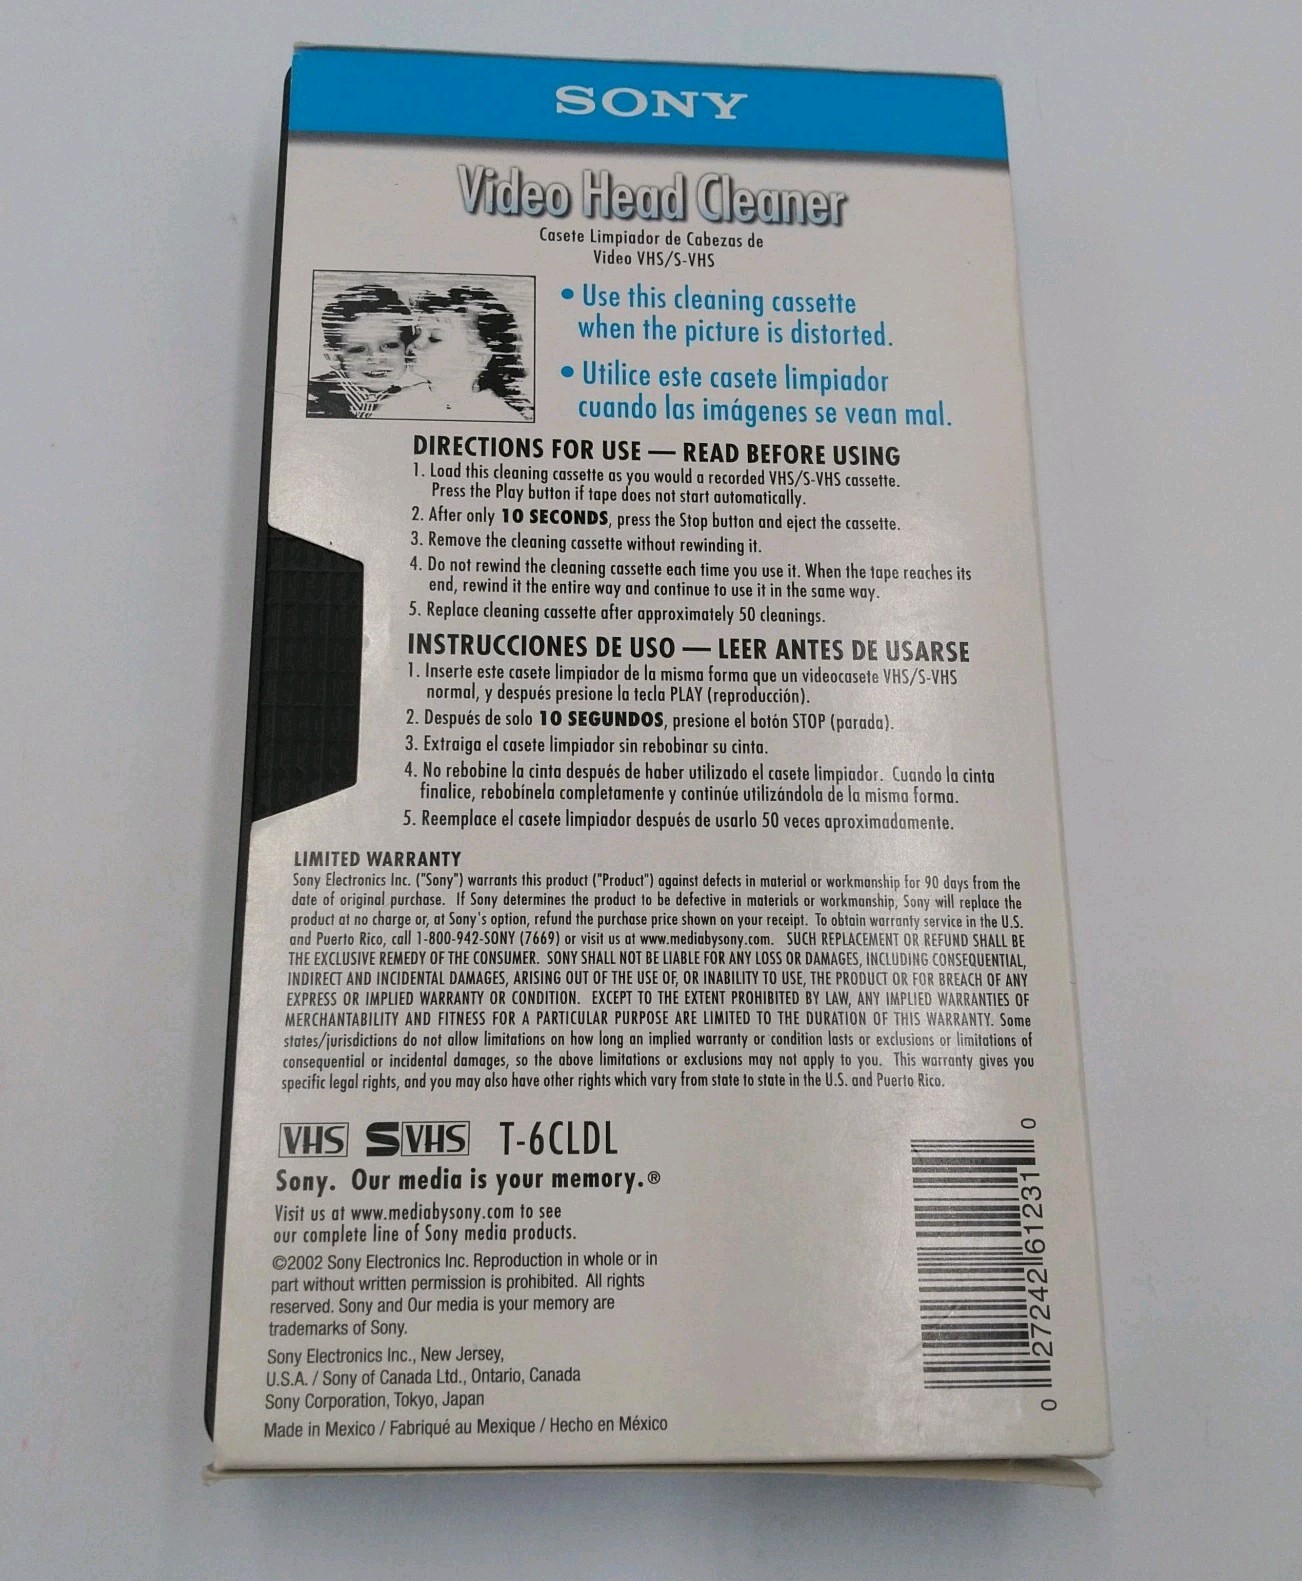 SONY
Video Head Cleaner
Casete Limpiador de Cabezas de
Video VHS/S-VHS
• Use this cleaning cassette
when the picture is distorted.
• Utilice este casete limpiador
cuando las imágenes se vean mal.
DIRECTIONS FOR USE — READ BEFORE USING
1. Load this cleaning cassette as you would a recorded VHS/S-VHS cassette.
Press the Play button if tape does not start automatically.
2. After only 10 SECONDS, press the Stop button and eject the cassette.
3. Remove the cleaning cassette without rewinding it.
4. Do not rewind the cleaning cassette each time you use it. When the tape reaches its
end, rewind it the entire way and continue to use it in the same way.
5. Replace cleaning cassette after approximately 50 cleanings.
INSTRUCCIONES DE USO — LEER ANTES DE USARSE
1. Inserte este casete limpiador de la misma forma que un videocasete VHS/S-VHS
normal, y después presione la tecla PLAY (reproducción).
2. Después de solo 10 SEGUNDOS, presione el botón STOP (parada).
3. Extraiga el casete limpiador sin rebobinar su cinta.
4. No rebobine la cinta después de haber utilizado el casete limpiador. Cuando la cinta
finalice, rebobínela completamente y continúe utilizándola de la misma forma.
5. Reemplace el casete limpiador después de usarlo 50 veces aproximadamente.
LIMITED WARRANTY
Sony Electronics Inc. ("Sony") warrants this product ("Product") against defects in material or workmanship for 90 days from the
date of original purchase. If Sony determines the product to be defective in materials or workmanship, Sony will replace the
product at no charge or, at Sony's option, refund the purchase price shown on your receipt. To obtain warranty service in the U.S.
and Puerto Rico, call 1-800-942-SONY (7669) or visit us at www.mediabysony.com. SUCH REPLACEMENT OR REFUND SHALL BE
THE EXCLUSIVE REMEDY OF THE CONSUMER. SONY SHALL NOT BE LIABLE FOR ANY LOSS OR DAMAGES, INCLUDING CONSEQUENTIAL,
INDIRECT AND INCIDENTAL DAMAGES, ARISING OUT OF THE USE OF, OR INABILITY TO USE, THE PRODUCT OR FOR BREACH OF ANY
EXPRESS OR IMPLIED WARRANTY OR CONDITION. EXCEPT TO THE EXTENT PROHIBITED BY LAW, ANY IMPLIED WARRANTIES OF
MERCHANTABILITY AND FITNESS FOR A PARTICULAR PURPOSE ARE LIMITED TO THE DURATION OF THIS WARRANTY. Some
states/jurisdictions do not allow limitations on how long an implied warranty or condition lasts or exclusions or limitations of
consequential or incidental damages, so the above limitations or exclusions may not apply to you. This warranty gives you
specific legal rights, and you may also have other rights which vary from state to state in the U.S. and Puerto Rico.
VHS SVHS T-6CLDL
Sony. Our media is your memory.®
Visit us at www.mediabysony.com to see
our complete line of Sony media products.
©2002 Sony Electronics Inc. Reproduction in whole or in
part without written permission is prohibited. All rights
reserved. Sony and Our media is your memory are
trademarks of Sony.
Sony Electronics Inc., New Jersey,
U.S.A. / Sony of Canada Ltd., Ontario, Canada
Sony Corporation, Tokyo, Japan
Made in Mexico / Fabriqué au Mexique / Hecho en México
0 27242 61231 0